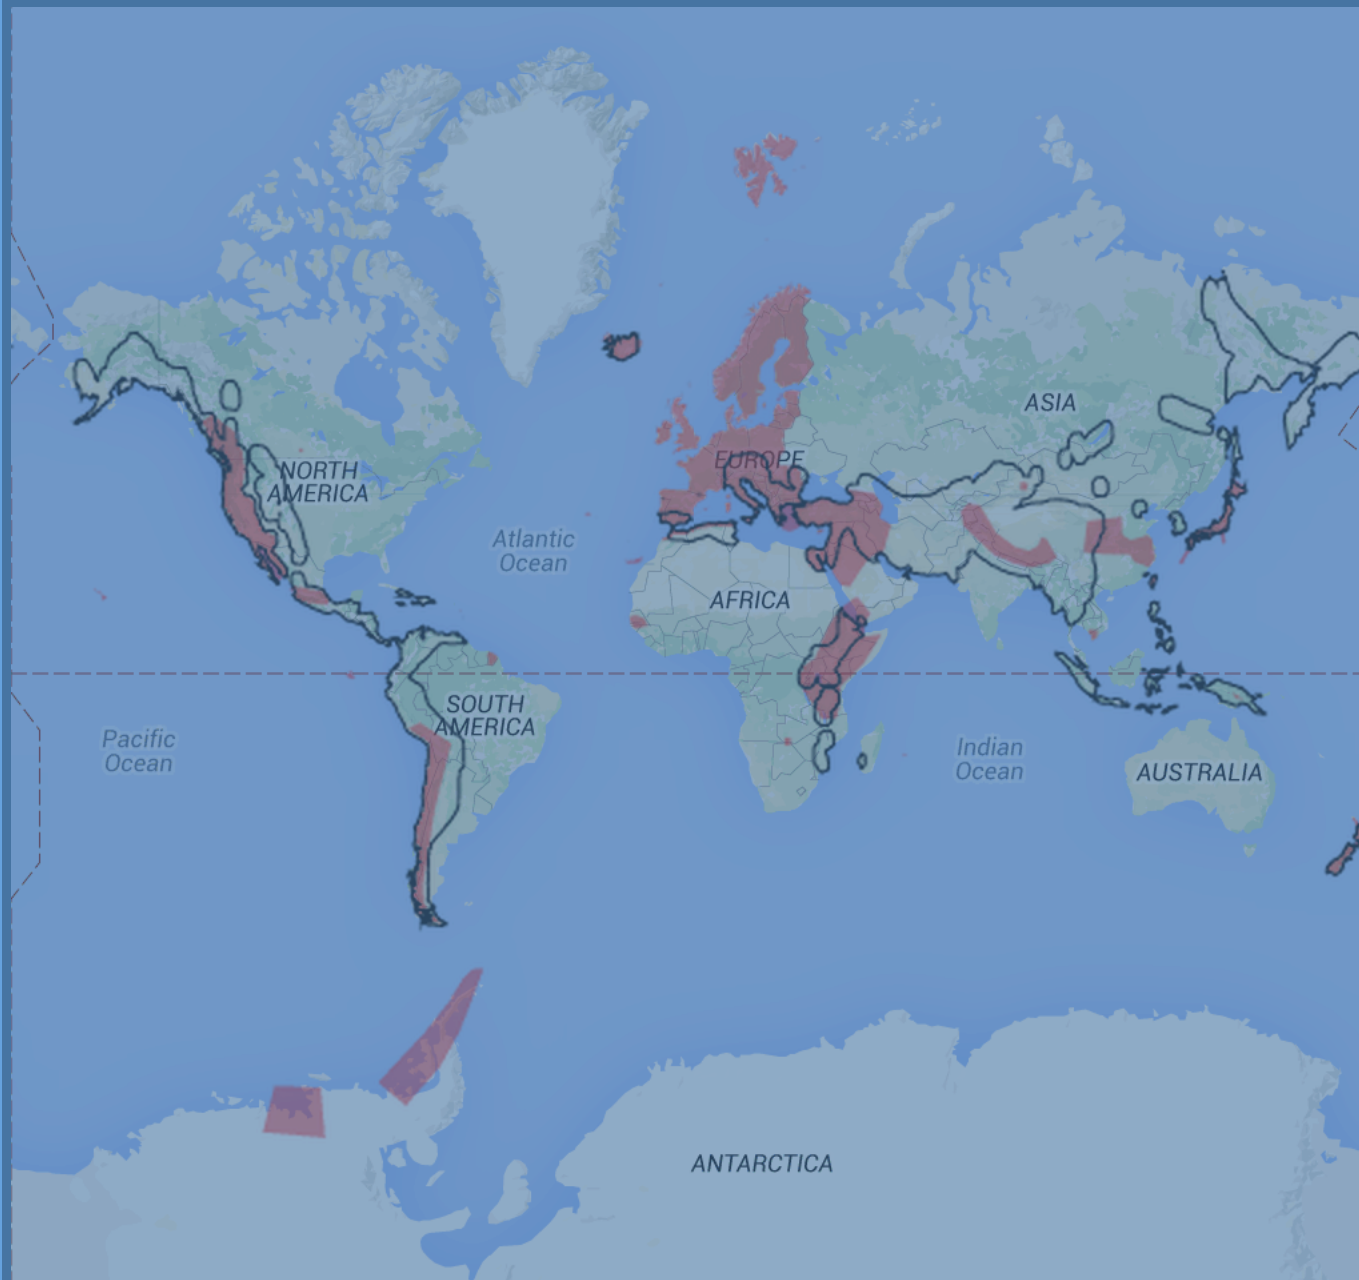 ASIA
EUROPE
NORTH
AMERICA
Atlantic
Ocean
AFRICA
SOUTH
AMERICA
Pacific
Ocean
Indian
Ocean
AUSTRALIA
ANTARCTICA